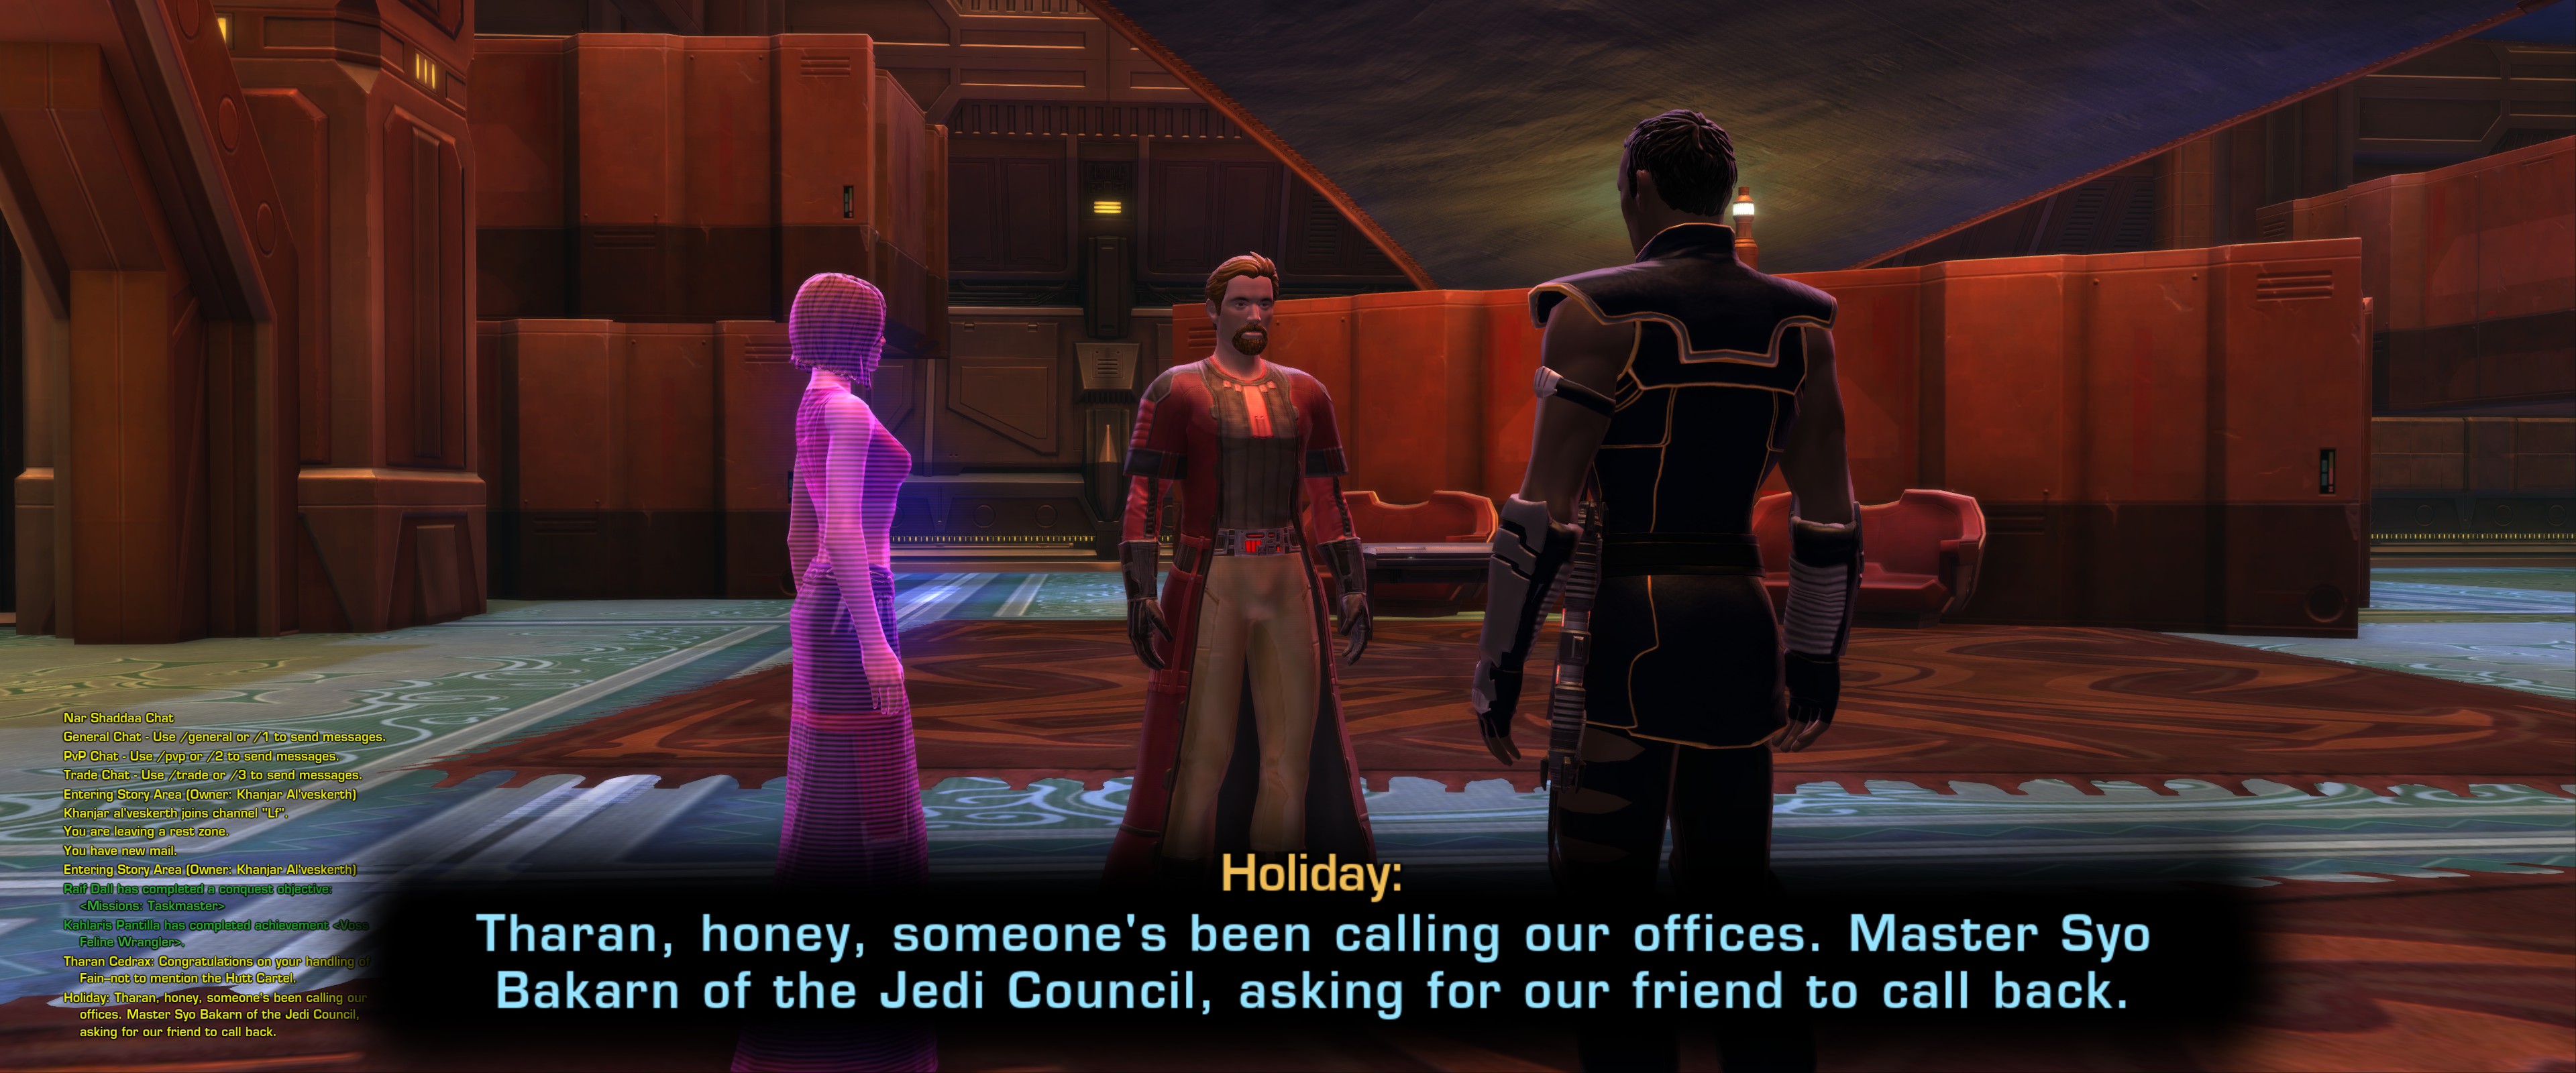 Nar Shaddaa Chat
General Chat - Use /general or /1 to send messages.
PvP Chat - Use /pvp or /2 to send messages.
Trade Chat - Use /trade or /3 to send messages.
Entering Story Area (Owner: Khanjar Al'veskerth)
Khanjar al'veskerth joins channel "Lf".
You are leaving a rest zone.
You have new mail.
Entering Story Area (Owner: Khanjar Al'veskerth)
Raif Dall has completed a conquest objective:
<Missions: Taskmaster>
Kahlaris Pantilla has completed achievement <Voss
Feline Wrangler>.
Tharan Cedrax: Congratulations on your handling of
Fain–not to mention the Hutt Cartel.
Holiday: Tharan, honey, someone's been calling our
offices. Master Syo Bakarn of the Jedi Council,
asking for our friend to call back.
Holiday:
Tharan, honey, someone's been calling our offices. Master Syo
Bakarn of the Jedi Council, asking for our friend to call back.